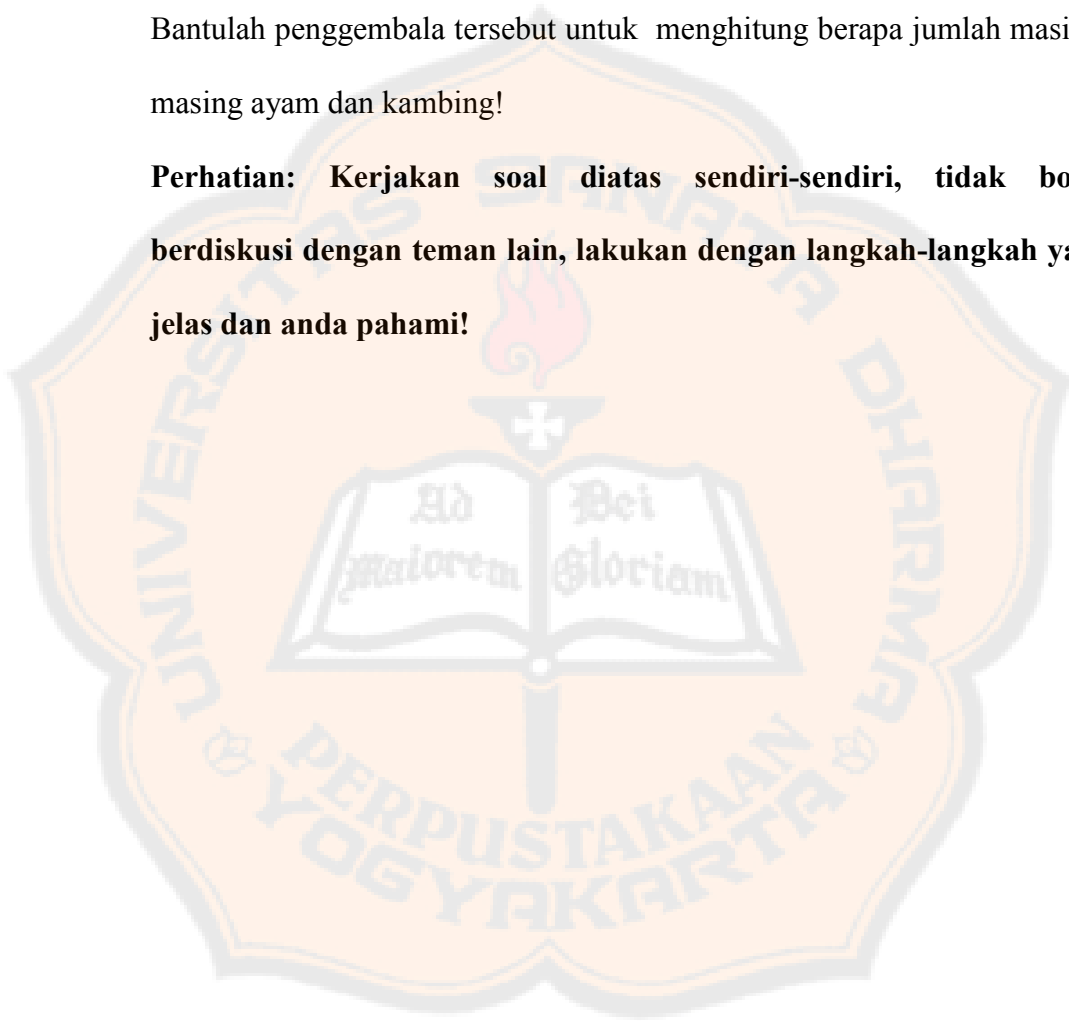 Bantulah penggembala tersebut untuk menghitung berapa jumlah masi
masing ayam dan kambing!
Perhatian: Kerjakan soal diatas sendiri-sendiri, tidak bo
berdiskusi dengan teman lain, lakukan dengan langkah-langkah ya
jelas dan anda pahami!
UNIVERSITAS SANATA DHARMA
Ad Dei
Maiorem Gloriam
PERPUSTAKAAN
YOGYAKARTA